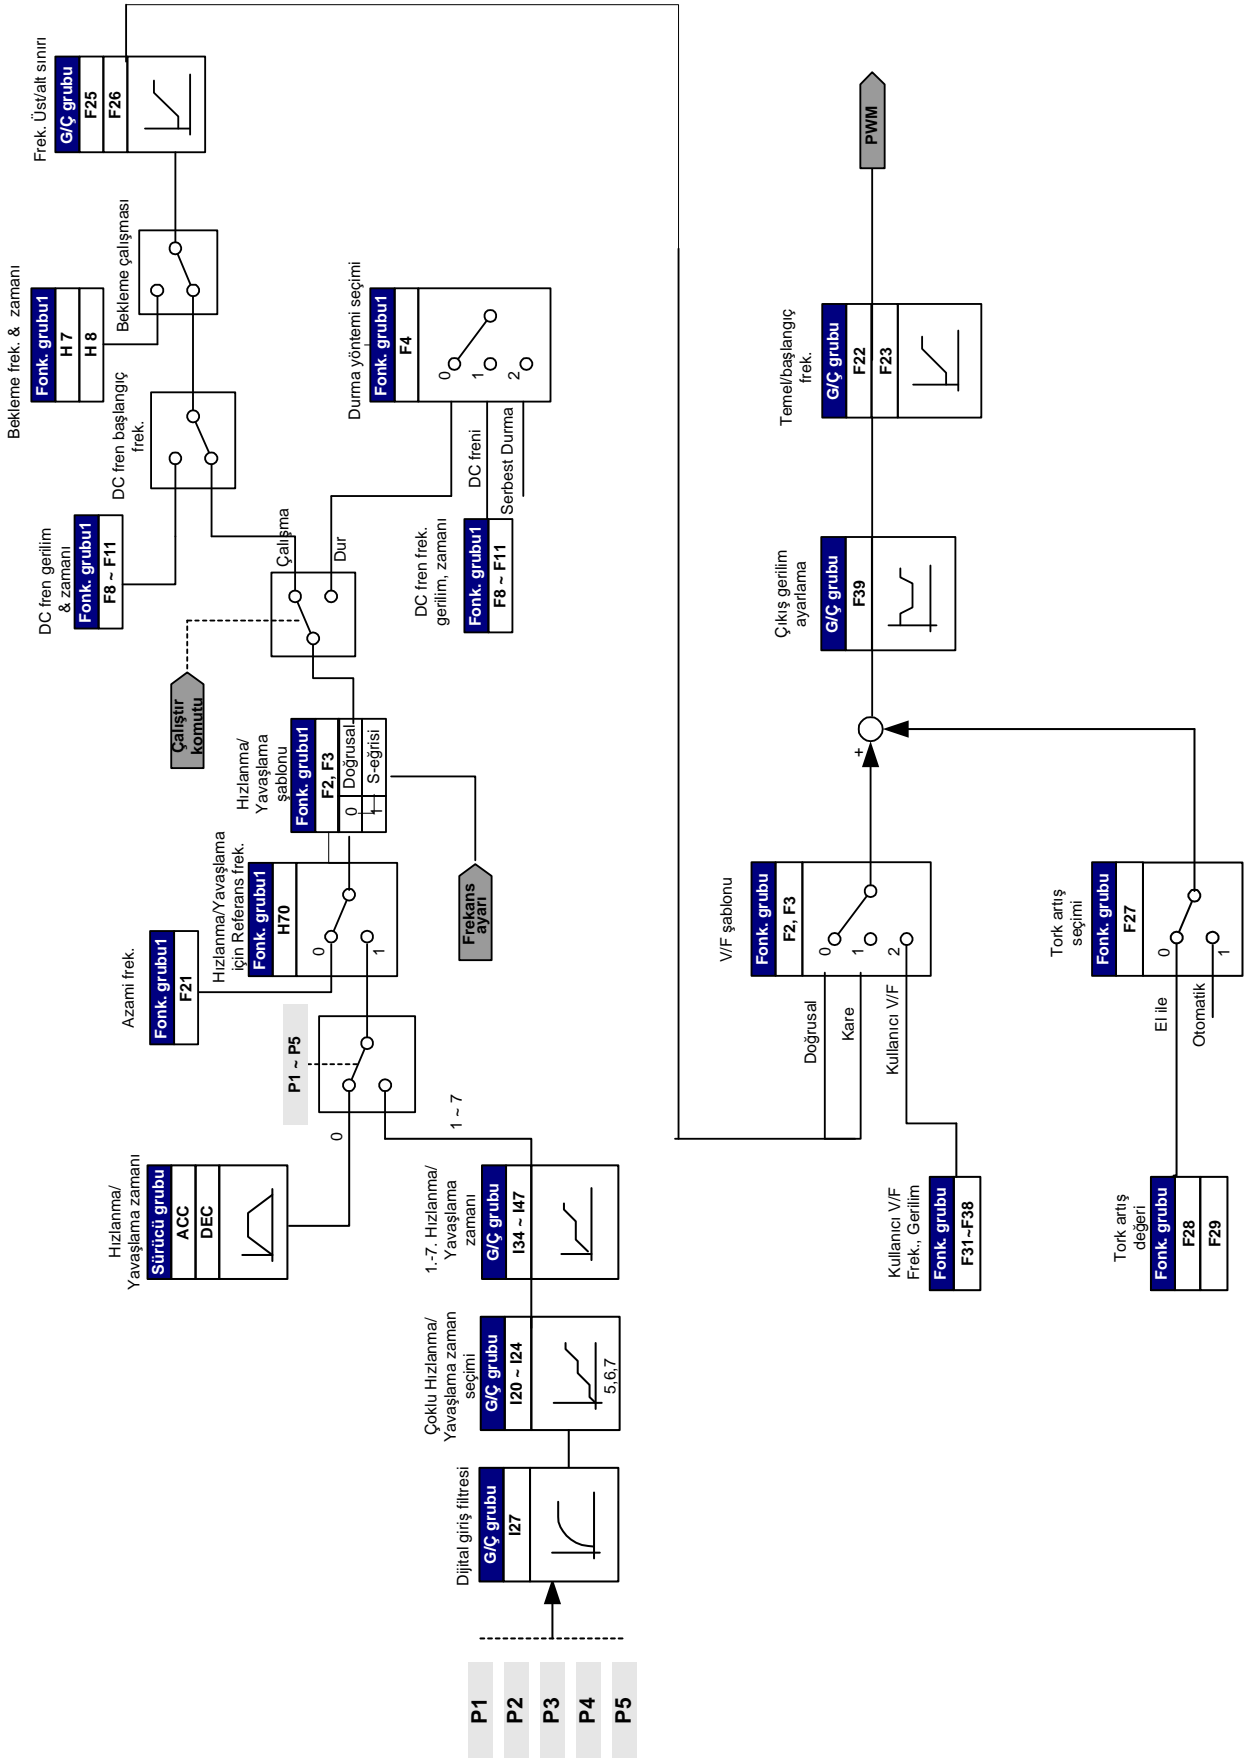 P1
P2
P3
P4
P5
Dijital giriş filtresi
G/Ç grubu
I27
Çoklu Hızlanma/
Yavaşlama zaman
seçimi
G/Ç grubu
I20 ~ I24
5,6,7
1.-7. Hızlanma/
Yavaşlama
zamanı
G/Ç grubu
I34 ~ I47
Hızlanma/
Yavaşlama zamanı
Sürücü grubu
ACC
DEC
0
1 ~ 7
P1 ~ P5
Azami frek.
Fonk. grubu1
F21
Hızlanma/Yavaşlama
için Referans frek.
Fonk. grubu1
H70
0
1
Frekans
ayarı
Hızlanma/
Yavaşlama
şablonu
Fonk. grubu1
F2, F3
0 Doğrusal
1 S-eğrisi
Çalıştır
komutu
Çalışma
Dur
DC fren gerilim
& zamanı
Fonk. grubu1
F8 ~ F11
DC fren frek.
gerilim, zamanı
Fonk. grubu1
F8 ~ F11
DC freni
Serbest Durma
Durma yöntemi seçimi
Fonk. grubu1
F4
0
1
2
DC fren başlangıç
frek.
Bekleme frek. & zamanı
Fonk. grubu1
H 7
H 8
Bekleme çalışması
Frek. Üst/alt sınırı
G/Ç grubu
F25
F26
Kullanıcı V/F
Frek., Gerilim
Fonk. grubu
F31~F38
Doğrusal
Kare
Kullanıcı V/F
V/F şablonu
Fonk. grubu
F2, F3
0
1
2
Tork artış
değeri
Fonk. grubu
F28
F29
El ile
Otomatik
Tork artış
seçimi
Fonk. grubu
F27
0
1
+
Çıkış gerilim
ayarlama
G/Ç grubu
F39
Temel/başlangıç
frek.
G/Ç grubu
F22
F23
PWM